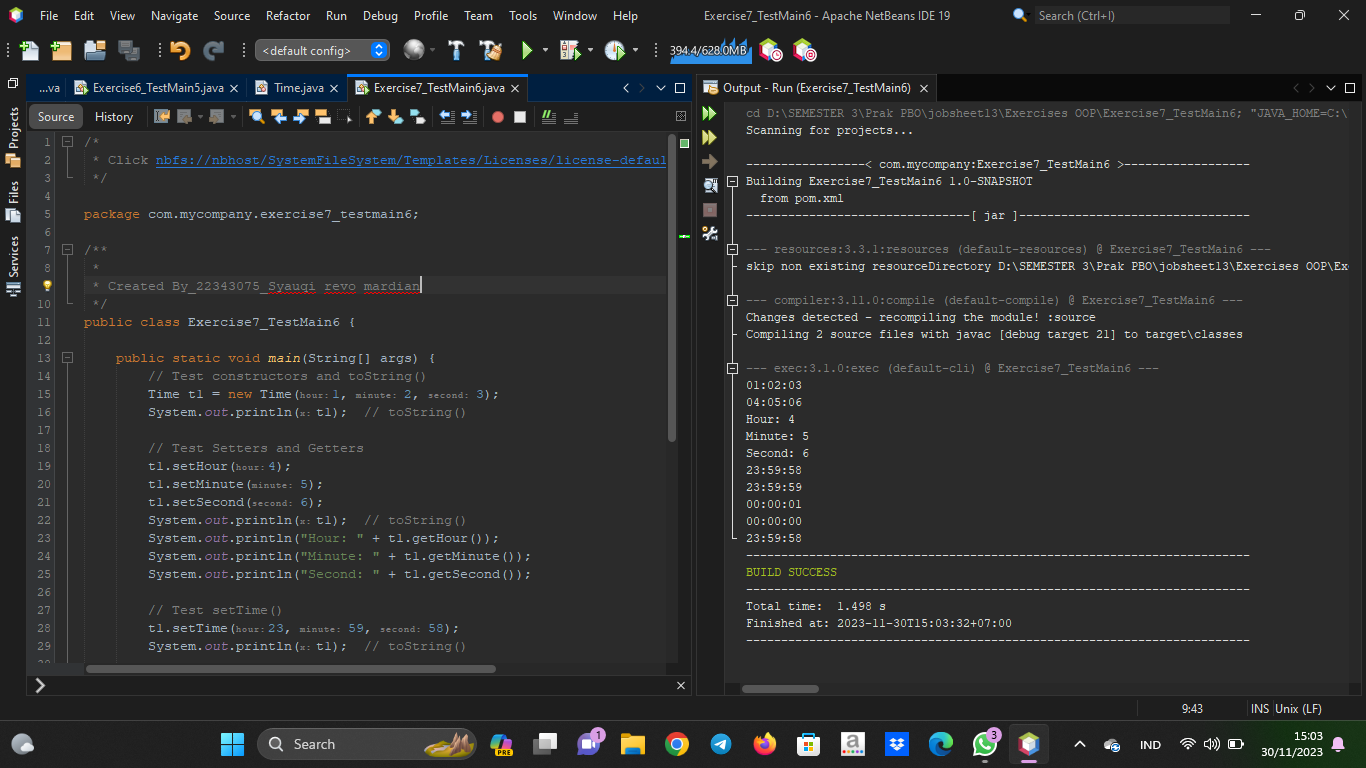 File Edit View Navigate Source Refactor Run Debug Profile Team Tools Window Help
Exercise7_TestMain6 - Apache NetBeans IDE 19
Search (Ctrl+I)
<default config>
394.4/628.0MB
...va
Exercise6_TestMain5.java
Time.java
Exercise7_TestMain6.java
Projects
Files
Services
Source History
1 /*
2 * Click nbfs://nbhost/SystemFileSystem/Templates/Licenses/license-defaul
3 */
4
5 package com.mycompany.exercise7_testmain6;
6
7 /**
8 *
* Created By_22343075_Syauqi revo mardian
10 */
11 public class Exercise7_TestMain6 {
12
13 public static void main(String[] args) {
14 // Test constructors and toString()
15 Time t1 = new Time(hour: 1, minute: 2, second: 3);
16 System.out.println(x: t1); // toString()
17
18 // Test Setters and Getters
19 t1.setHour(hour: 4);
20 t1.setMinute(minute: 5);
21 t1.setSecond(second: 6);
22 System.out.println(x: t1); // toString()
23 System.out.println("Hour: " + t1.getHour());
24 System.out.println("Minute: " + t1.getMinute());
25 System.out.println("Second: " + t1.getSecond());
26
27 // Test setTime()
28 t1.setTime(hour: 23, minute: 59, second: 58);
29 System.out.println(x: t1); // toString()
Output - Run (Exercise7_TestMain6)
cd D:\SEMESTER 3\Prak PBO\jobsheet13\Exercises OOP\Exercise7_TestMain6; "JAVA_HOME=C:\
Scanning for projects...
-----------------< com.mycompany:Exercise7_TestMain6 >------------------
Building Exercise7_TestMain6 1.0-SNAPSHOT
from pom.xml
--------------------------------[ jar ]---------------------------------
--- resources:3.3.1:resources (default-resources) @ Exercise7_TestMain6 ---
skip non existing resourceDirectory D:\SEMESTER 3\Prak PBO\jobsheet13\Exercises OOP\Ex
--- compiler:3.11.0:compile (default-compile) @ Exercise7_TestMain6 ---
Changes detected - recompiling the module! :source
Compiling 2 source files with javac [debug target 21] to target\classes
--- exec:3.1.0:exec (default-cli) @ Exercise7_TestMain6 ---
01:02:03
04:05:06
Hour: 4
Minute: 5
Second: 6
23:59:58
23:59:59
00:00:01
00:00:00
23:59:58
------------------------------------------------------------------------
BUILD SUCCESS
------------------------------------------------------------------------
Total time: 1.498 s
Finished at: 2023-11-30T15:03:32+07:00
------------------------------------------------------------------------
9:43 INS Unix (LF)
Search
PRE
1
a
3
IND
15:03
30/11/2023